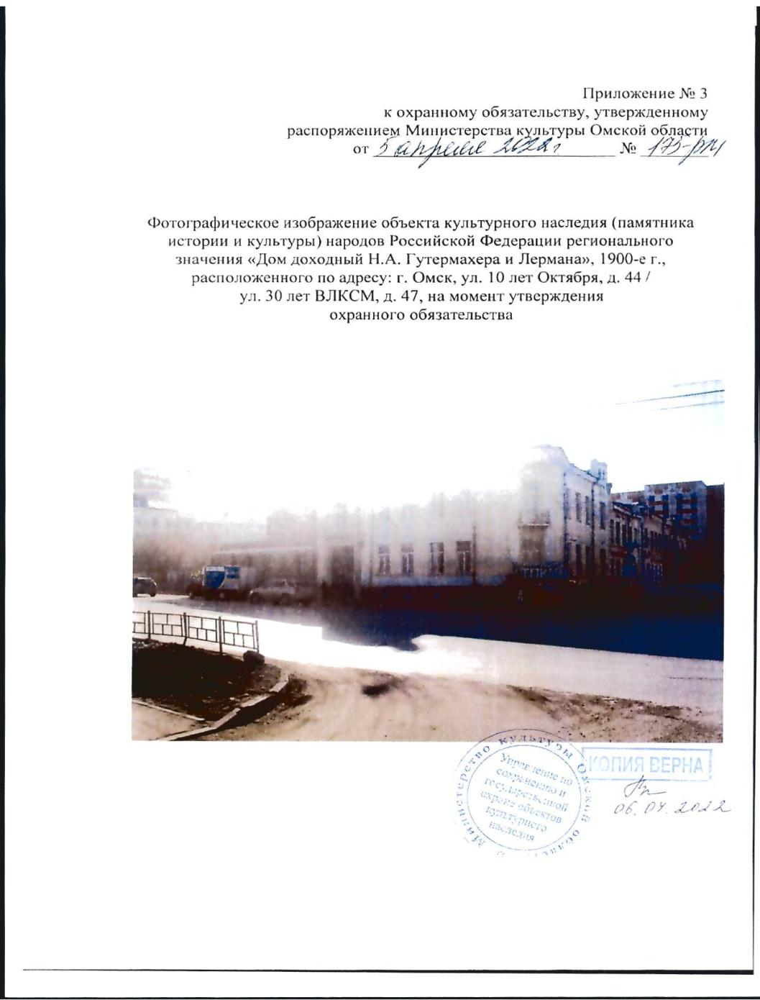 Приложение № 3
к охранному обязательству, утвержденному
распоряжением Министерства культуры Омской области
от 5 апреля 2022 г № 175-рм
Фотографическое изображение объекта культурного наследия (памятника
истории и культуры) народов Российской Федерации регионального
значения «Дом доходный Н.А. Гутермахера и Лермана», 1900-е г.,
расположенного по адресу: г. Омск, ул. 10 лет Октября, д. 44 /
ул. 30 лет ВЛКСМ, д. 47, на момент утверждения
охранного обязательства
Министерство культуры Омской области
Управление по
сохранению и
государственной
охране объектов
культурного
наследия
КОПИЯ ВЕРНА
06.04.2022